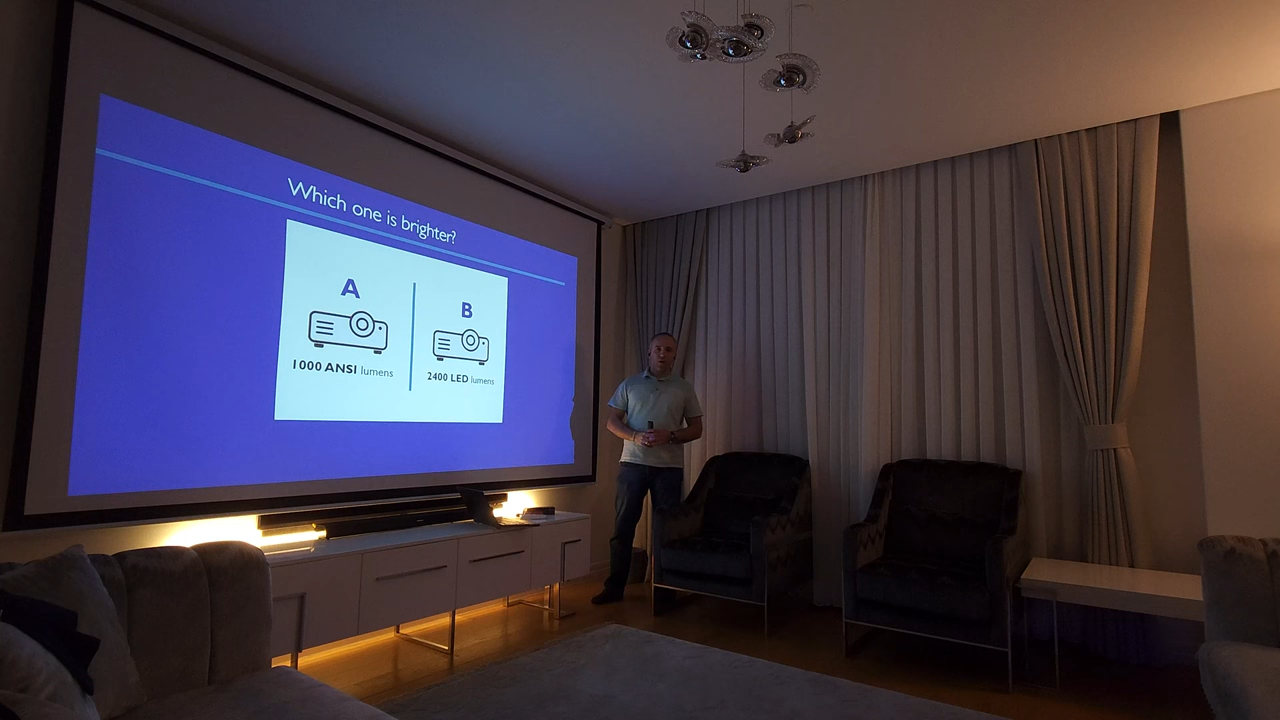 Which one is brighter?
A
1000 ANSI lumens
B
2400 LED lumens